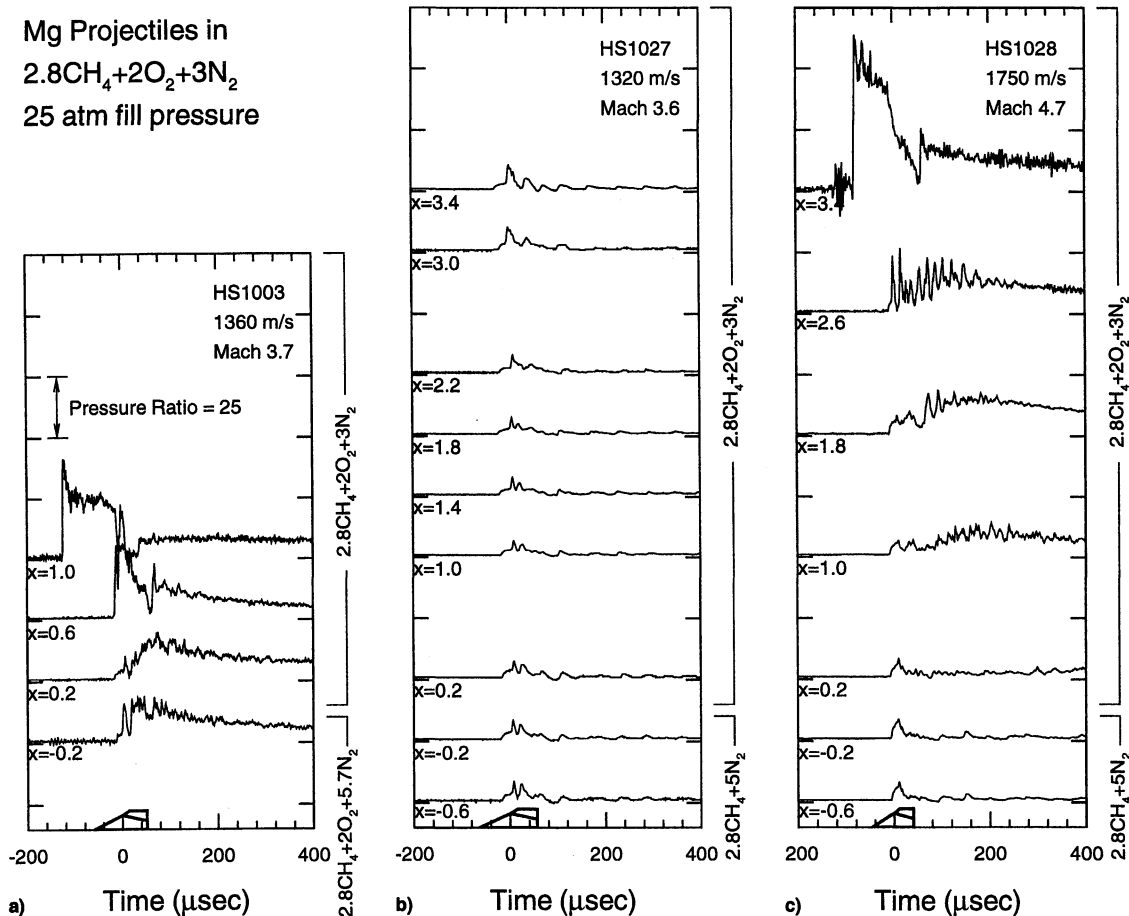 Mg Projectiles in
2.8CH₄+2O₂+3N₂
25 atm fill pressure
HS1003
1360 m/s
Mach 3.7
Pressure Ratio = 25
x=1.0
x=0.6
x=0.2
x=-0.2
2.8CH₄+2O₂+3N₂
2.8CH₄+2O₂+5.7N₂
-200 0 200 400
a) Time (μsec)
HS1027
1320 m/s
Mach 3.6
x=3.4
x=3.0
x=2.2
x=1.8
x=1.4
x=1.0
x=0.2
x=-0.2
x=-0.6
2.8CH₄+2O₂+3N₂
2.8CH₄+5N₂
-200 0 200 400
b) Time (μsec)
HS1028
1750 m/s
Mach 4.7
x=3.4
x=2.6
x=1.8
x=1.0
x=0.2
x=-0.2
x=-0.6
2.8CH₄+2O₂+3N₂
2.8CH₄+5N₂
200 0 200 400
c) Time (μsec)